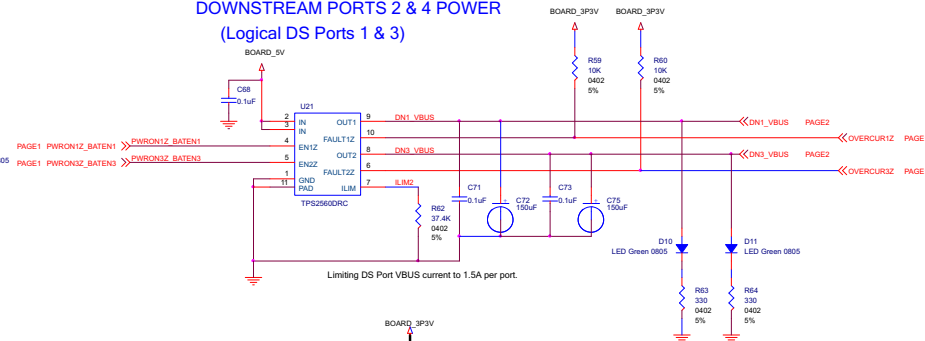 DOWNSTREAM PORTS 2 & 4 POWER
(Logical DS Ports 1 & 3)
BOARD_3P3V
BOARD_3P3V
BOARD_5V
R59
10K
0402
5%
R60
10K
0402
5%
C68
0.1uF
U21
2
IN
3
IN
4
EN1Z
5
EN2Z
1
GND
11
PAD
OUT1
9
FAULT1Z
10
OUT2
8
FAULT2Z
6
ILIM
7
TPS2560DRC
DN1_VBUS
DN3_VBUS
ILIM2
PAGE1 PWRON1Z_BATEN1
PWRON1Z_BATEN1
805
PAGE1 PWRON3Z_BATEN3
PWRON3Z_BATEN3
DN1_VBUS PAGE2
OVERCUR1Z PAGE
DN3_VBUS PAGE2
OVERCUR3Z PAGE
R62
37.4K
0402
5%
C71
0.1uF
+
C72
150uF
C73
0.1uF
+
C75
150uF
D10
LED Green 0805
D11
LED Green 0805
Limiting DS Port VBUS current to 1.5A per port.
R63
330
0402
5%
R64
330
0402
5%
BOARD_3P3V